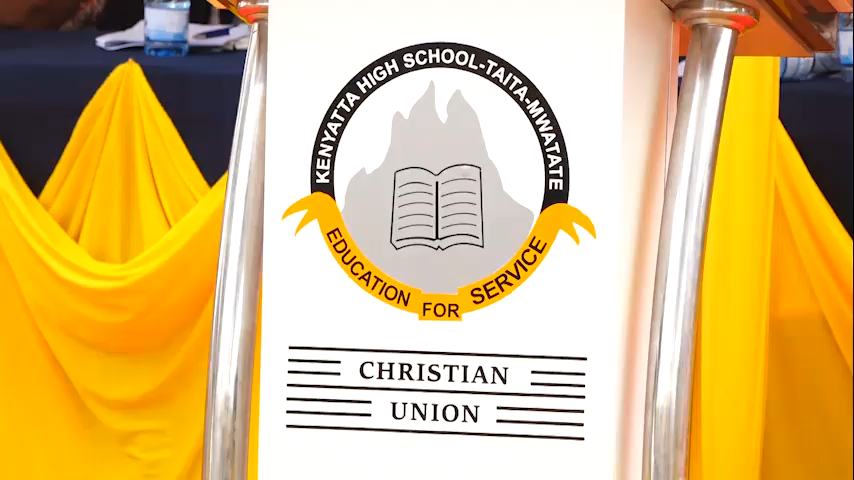 KENYATTA HIGH SCHOOL-TAITA-MWATATE
EDUCATION FOR SERVICE
CHRISTIAN
UNION